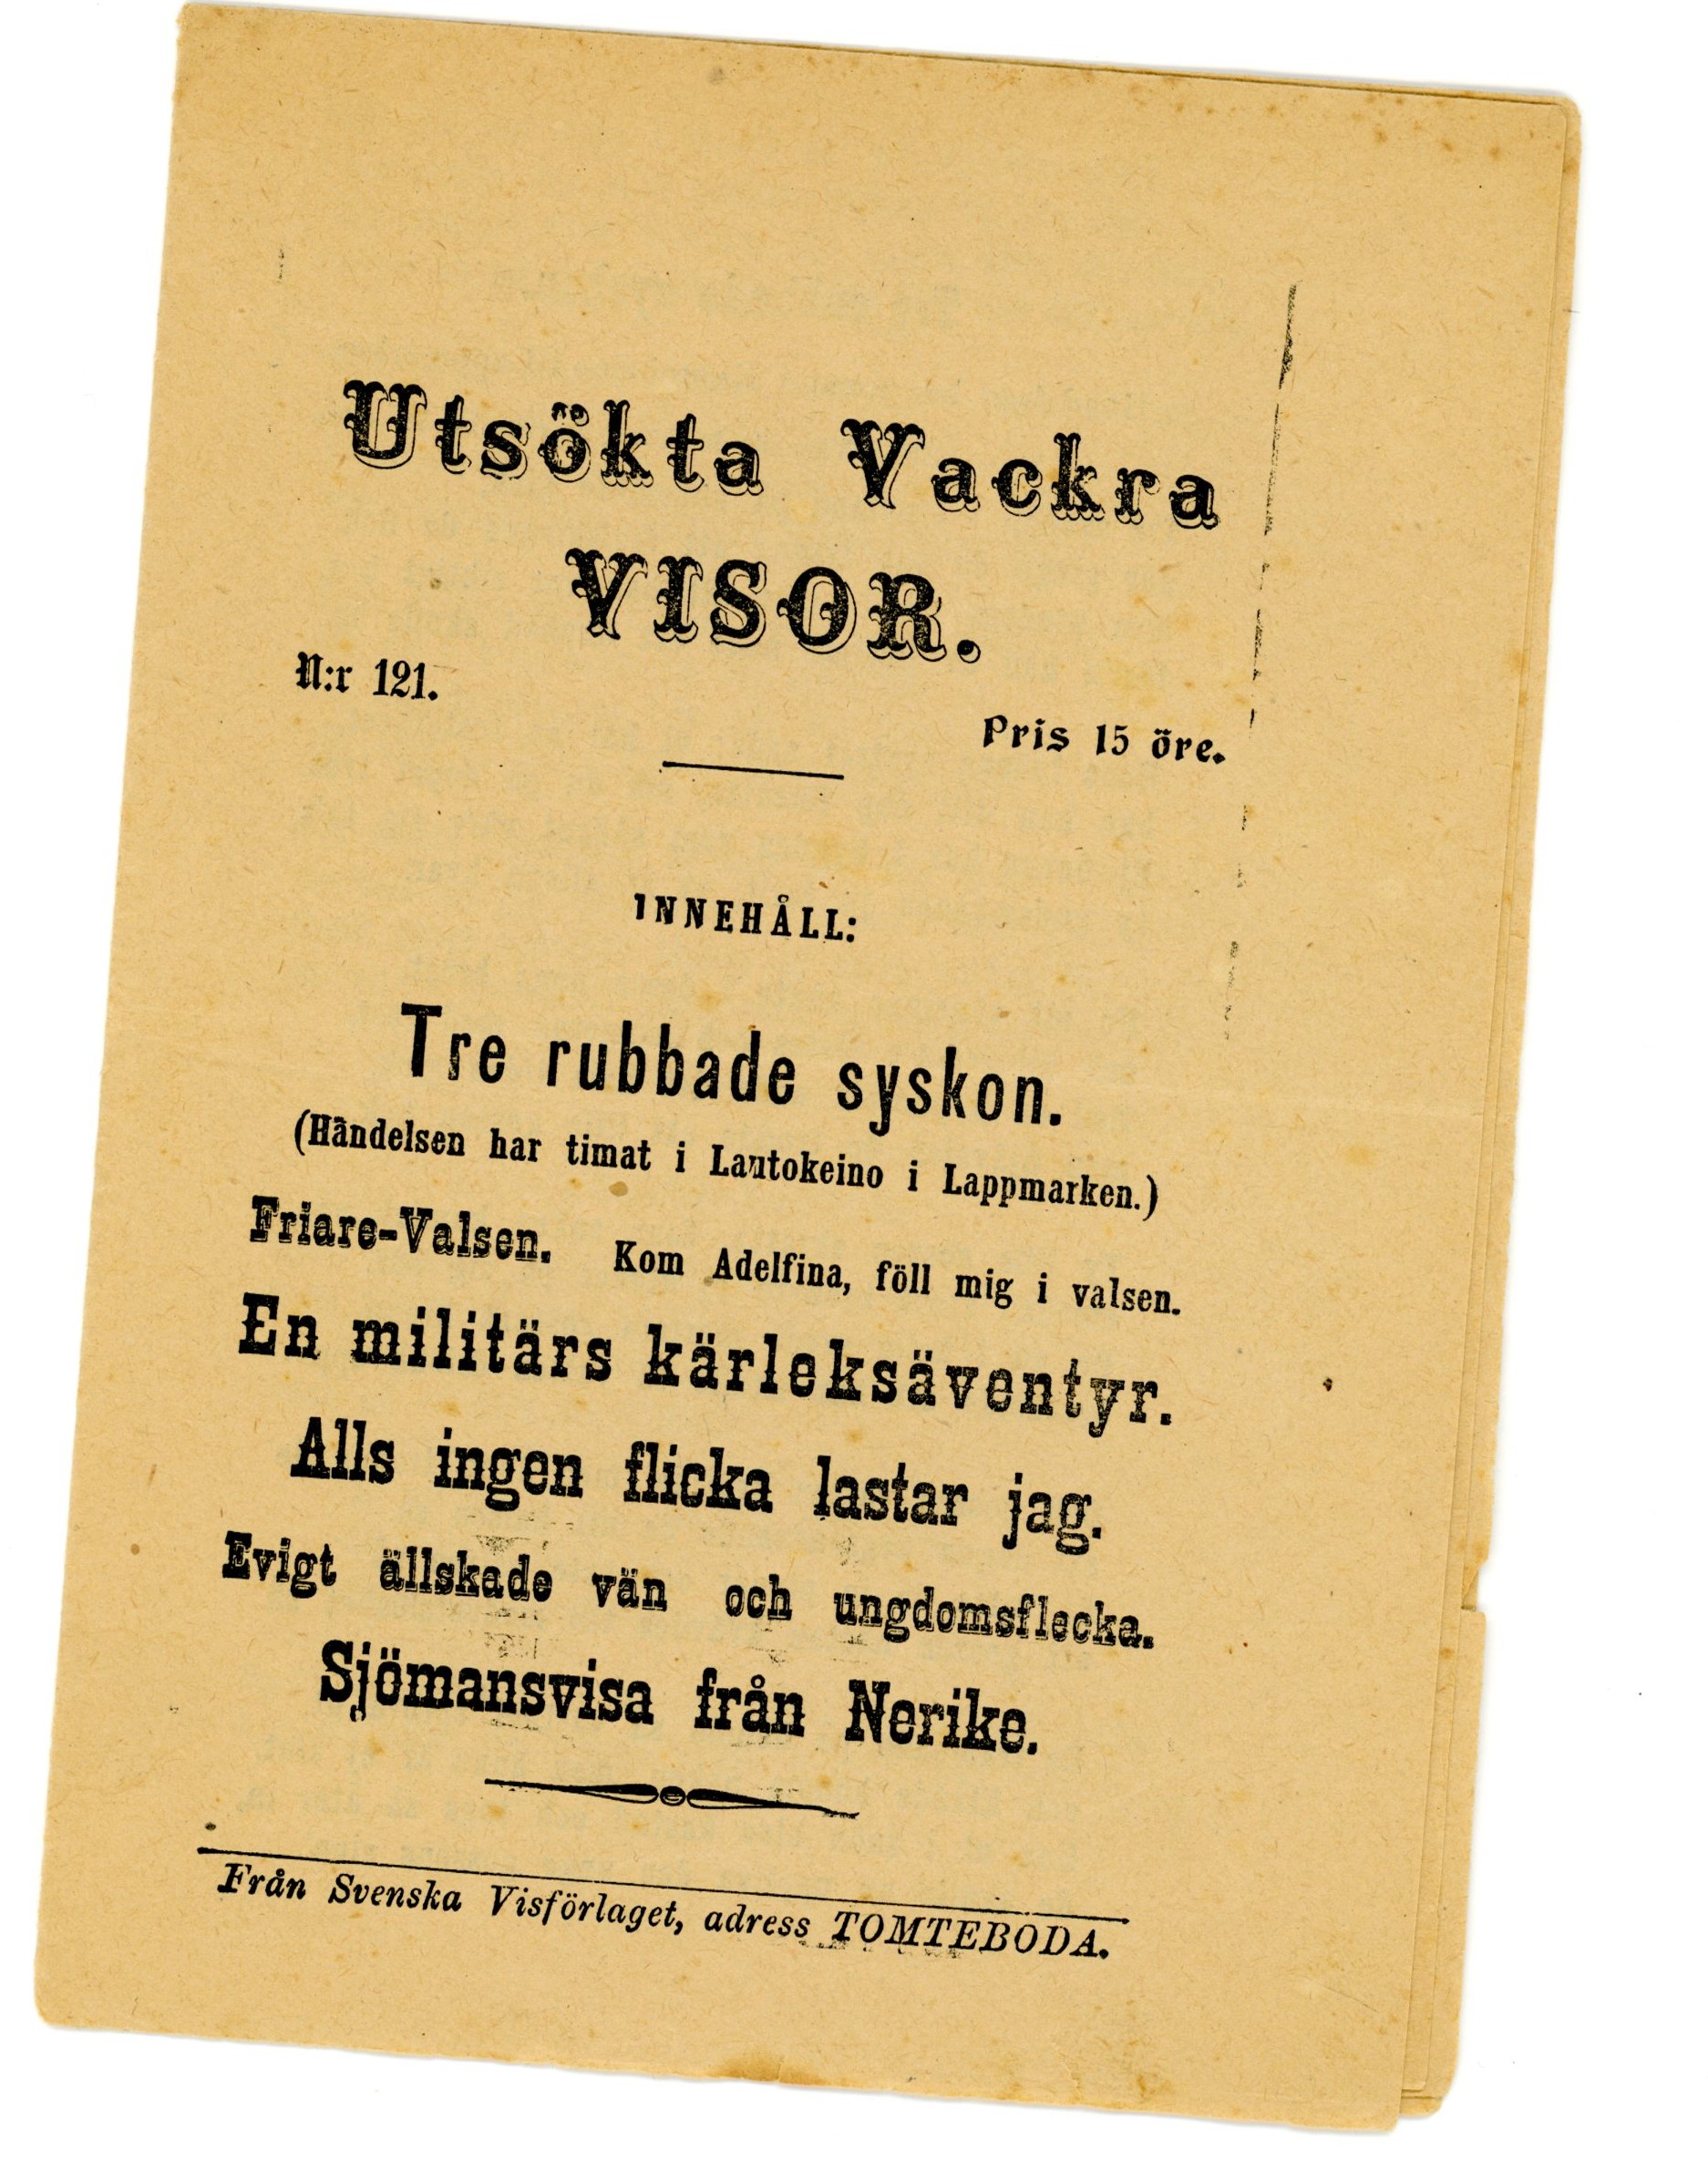 Utsökta Vackra
VISOR.
N:r 121.
Pris 15 öre.
INNEHÅLL:
Tre rubbade syskon.
(Händelsen har timat i Lautokeino i Lappmarken.)
Friare-Valsen. Kom Adelfina, föll mig i valsen.
En militärs kärleksäventyr.
Alls ingen flicka lastar jag.
Evigt ällskade vän och ungdomsflecka.
Sjömansvisa från Nerike.
Från Svenska Visförlaget, adress TOMTEBODA.